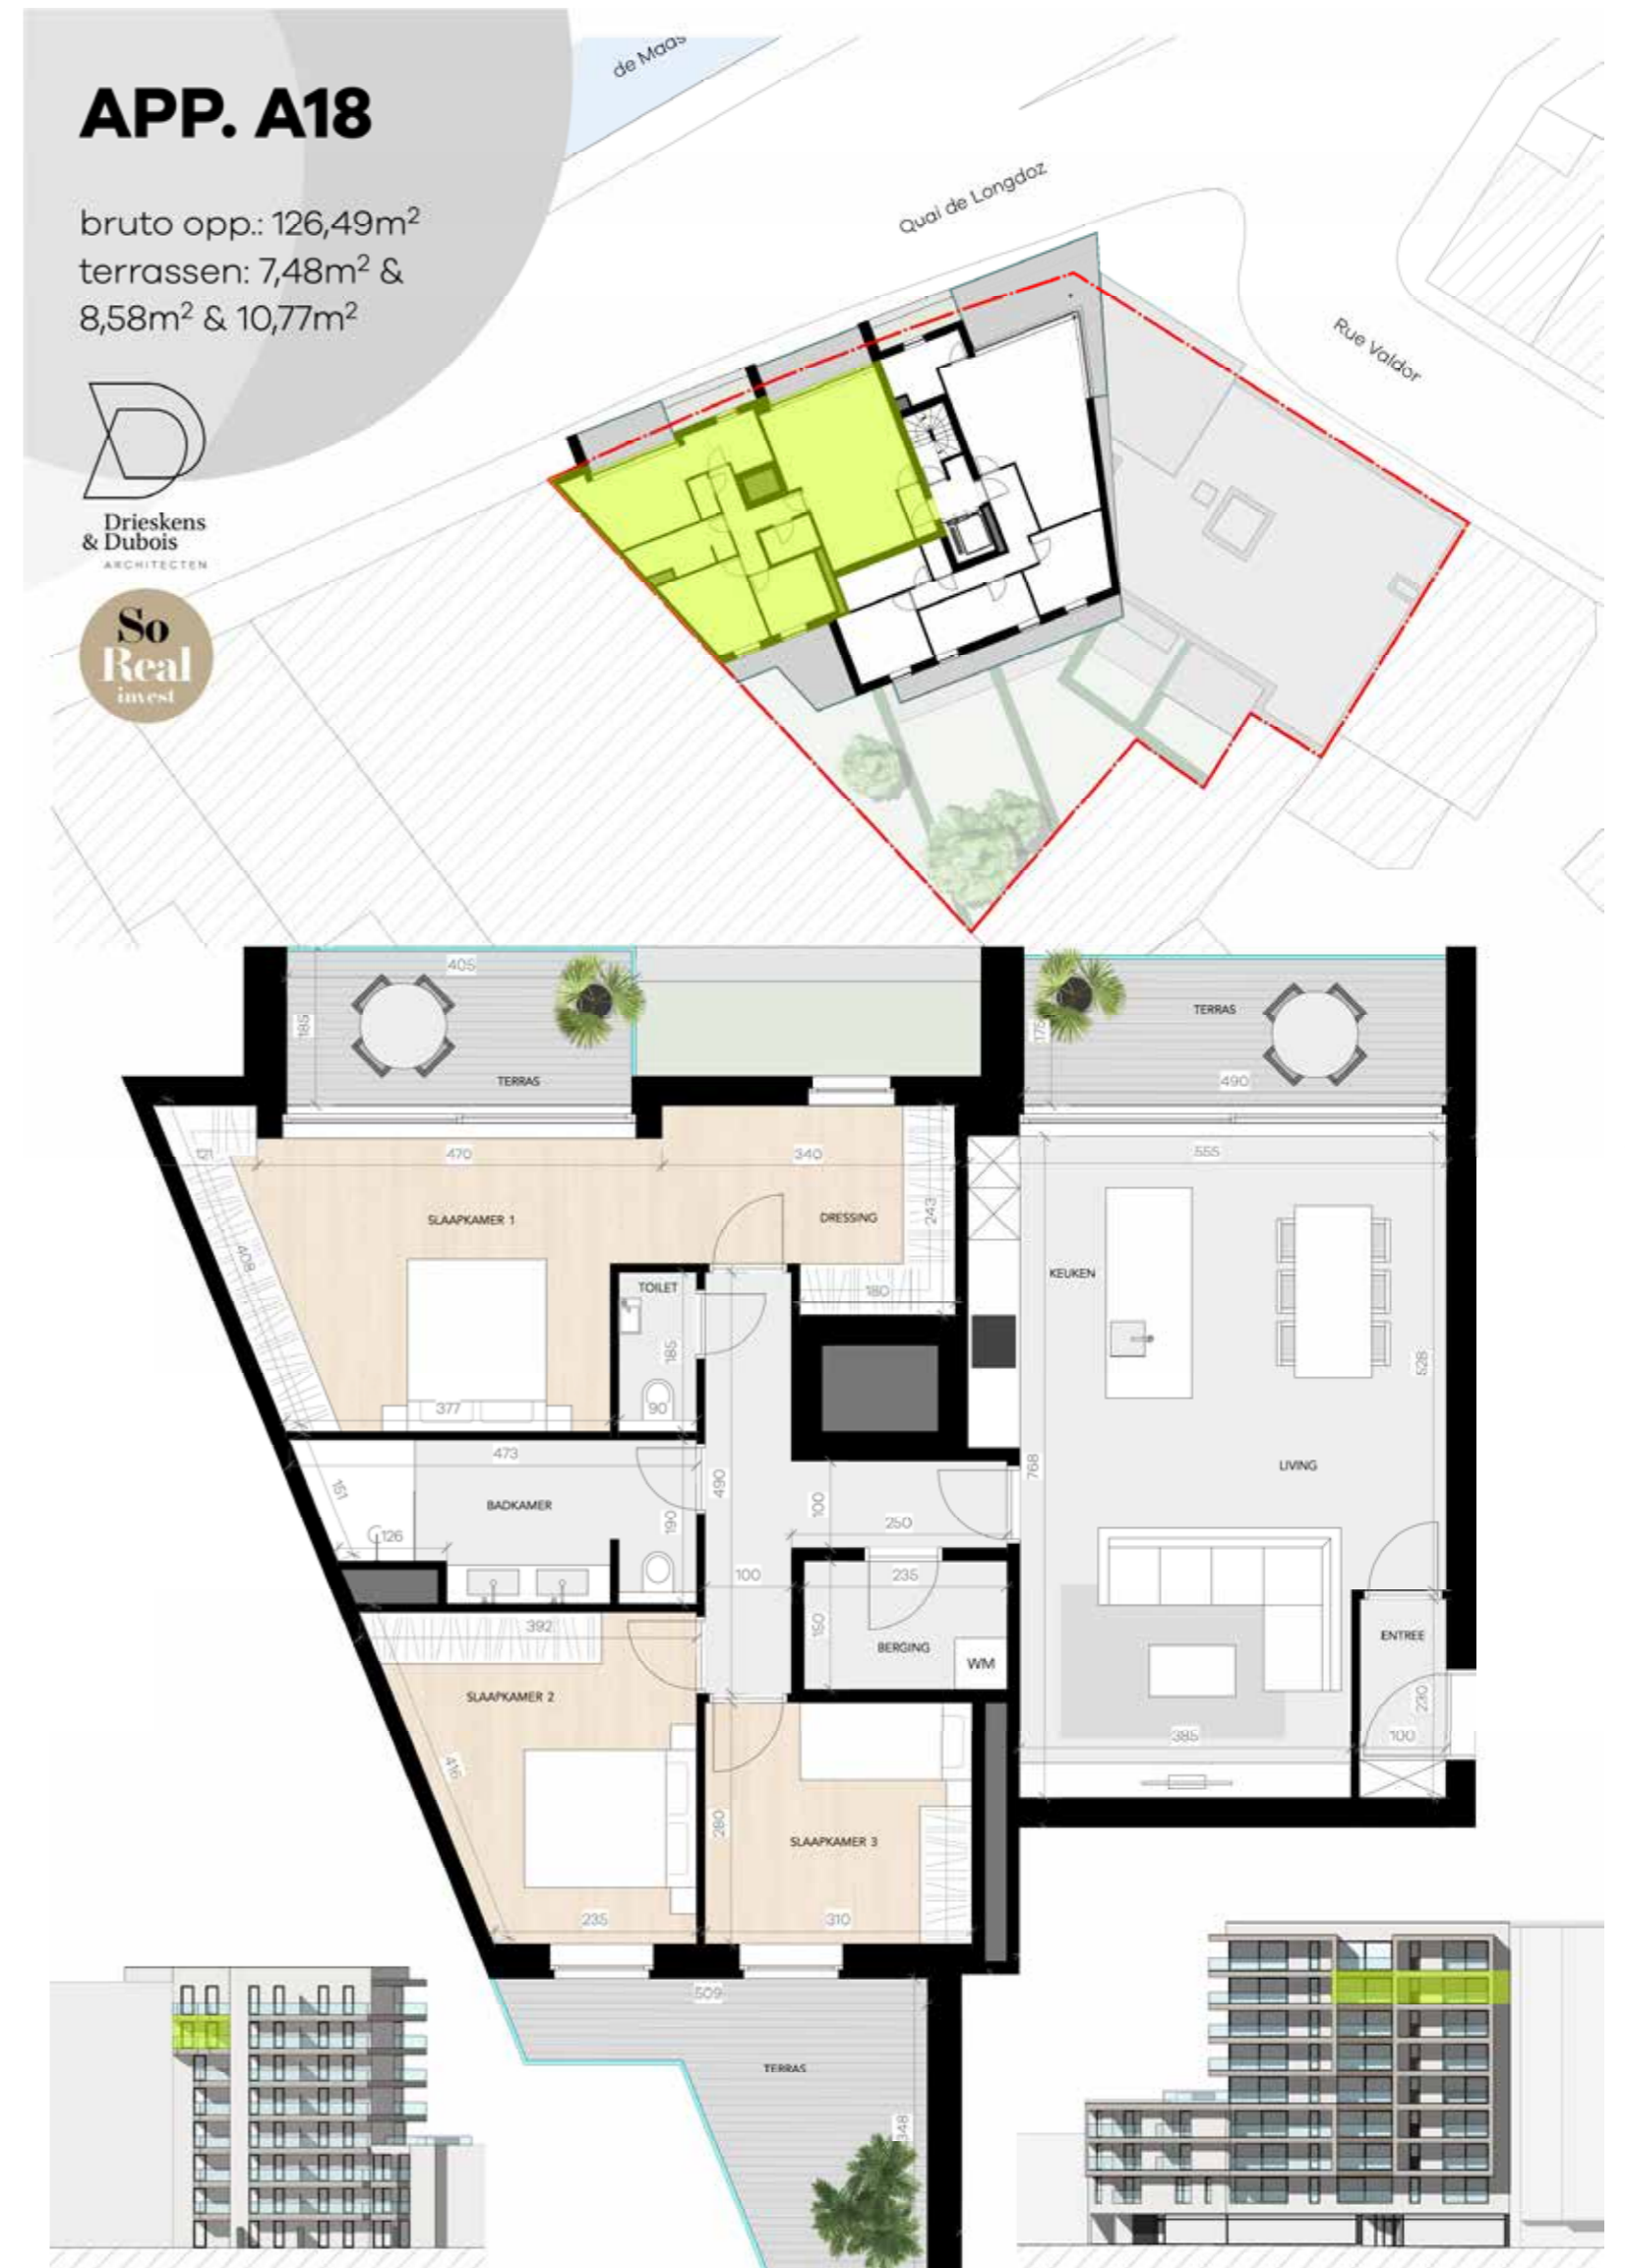 de Maas
APP. A18
bruto opp.: 126,49m²
terrassen: 7,48m² &
8,58m² & 10,77m²
Quai de Longdoz
Rue Valdor
Drieskens
& Dubois
ARCHITECTEN
So
Real
invest
405
185
TERRAS
TERRAS
175
490
121
470
340
555
SLAAPKAMER 1
DRESSING
243
408
KEUKEN
TOILET
180
185
528
377
90
473
490
768
LIVING
151
BADKAMER
190
100
250
126
100
235
392
150
BERGING
WM
ENTREE
SLAAPKAMER 2
230
385
100
416
280
SLAAPKAMER 3
235
310
509
TERRAS
348